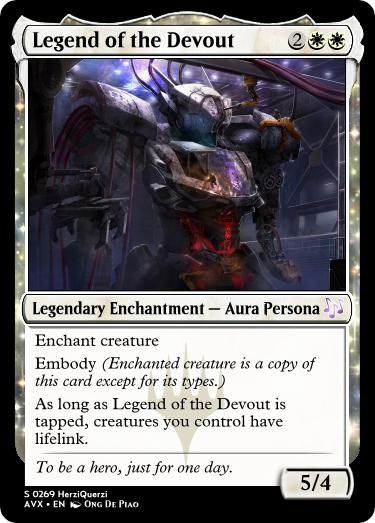 Legend of the Devout 2
Legendary Enchantment — Aura Persona
Enchant creature
Embody (Enchanted creature is a copy of
this card except for its types.)
As long as Legend of the Devout is
tapped, creatures you control have
lifelink.
To be a hero, just for one day.
5/4
S 0269 HerziQuerzi
AVX • EN Ong De Piao